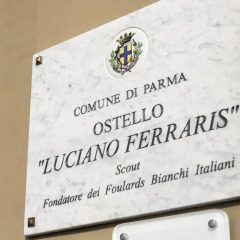 COMUNE DI PARMA
OSTELLO
"LUCIANO FERRARIS"
Scout
Fondatore dei Foulards Bianchi Italiani